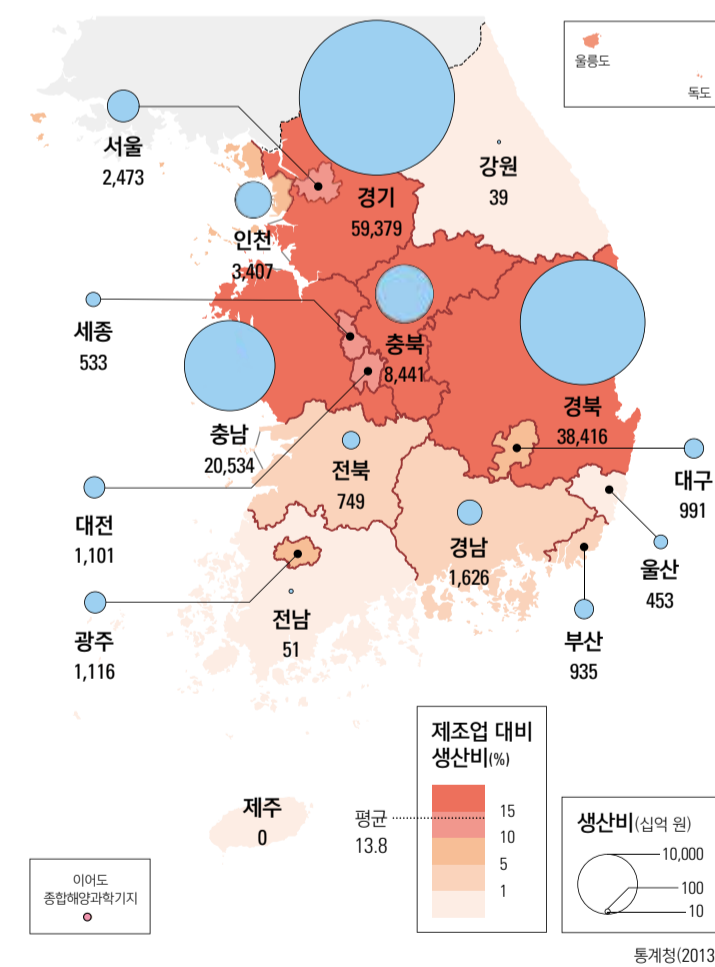 울릉도
독도
서울
2,473
강원
39
경기
59,379
인천
3,407
세종
533
충북
8,441
경북
38,416
충남
20,534
전북
749
대구
991
대전
1,101
경남
1,626
울산
453
광주
1,116
전남
51
부산
935
제주
0
제조업 대비
생산비(%)
15
평균
13.8
10
5
1
생산비(십억 원)
10,000
100
10
이어도
종합해양과학기지
통계청(2013